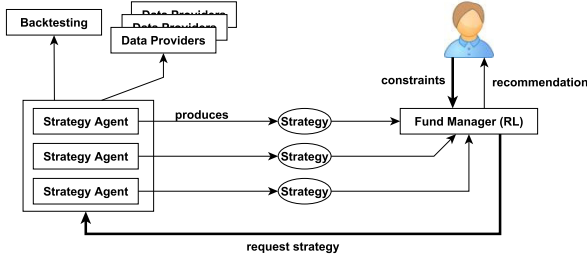 Data Providers
Data Providers
Data Providers
Backtesting
constraints
recommendation
produces
Strategy Agent
Strategy
Fund Manager (RL)
Strategy Agent
Strategy
Strategy Agent
Strategy
request strategy